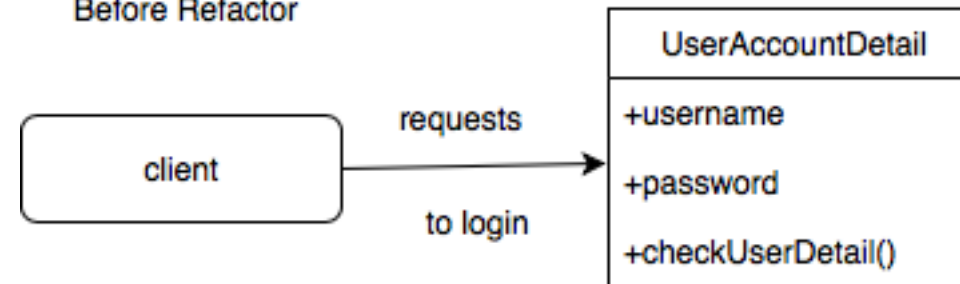 Before Refactor
UserAccountDetail
requests
+username
client
+password
to login
+checkUserDetail()